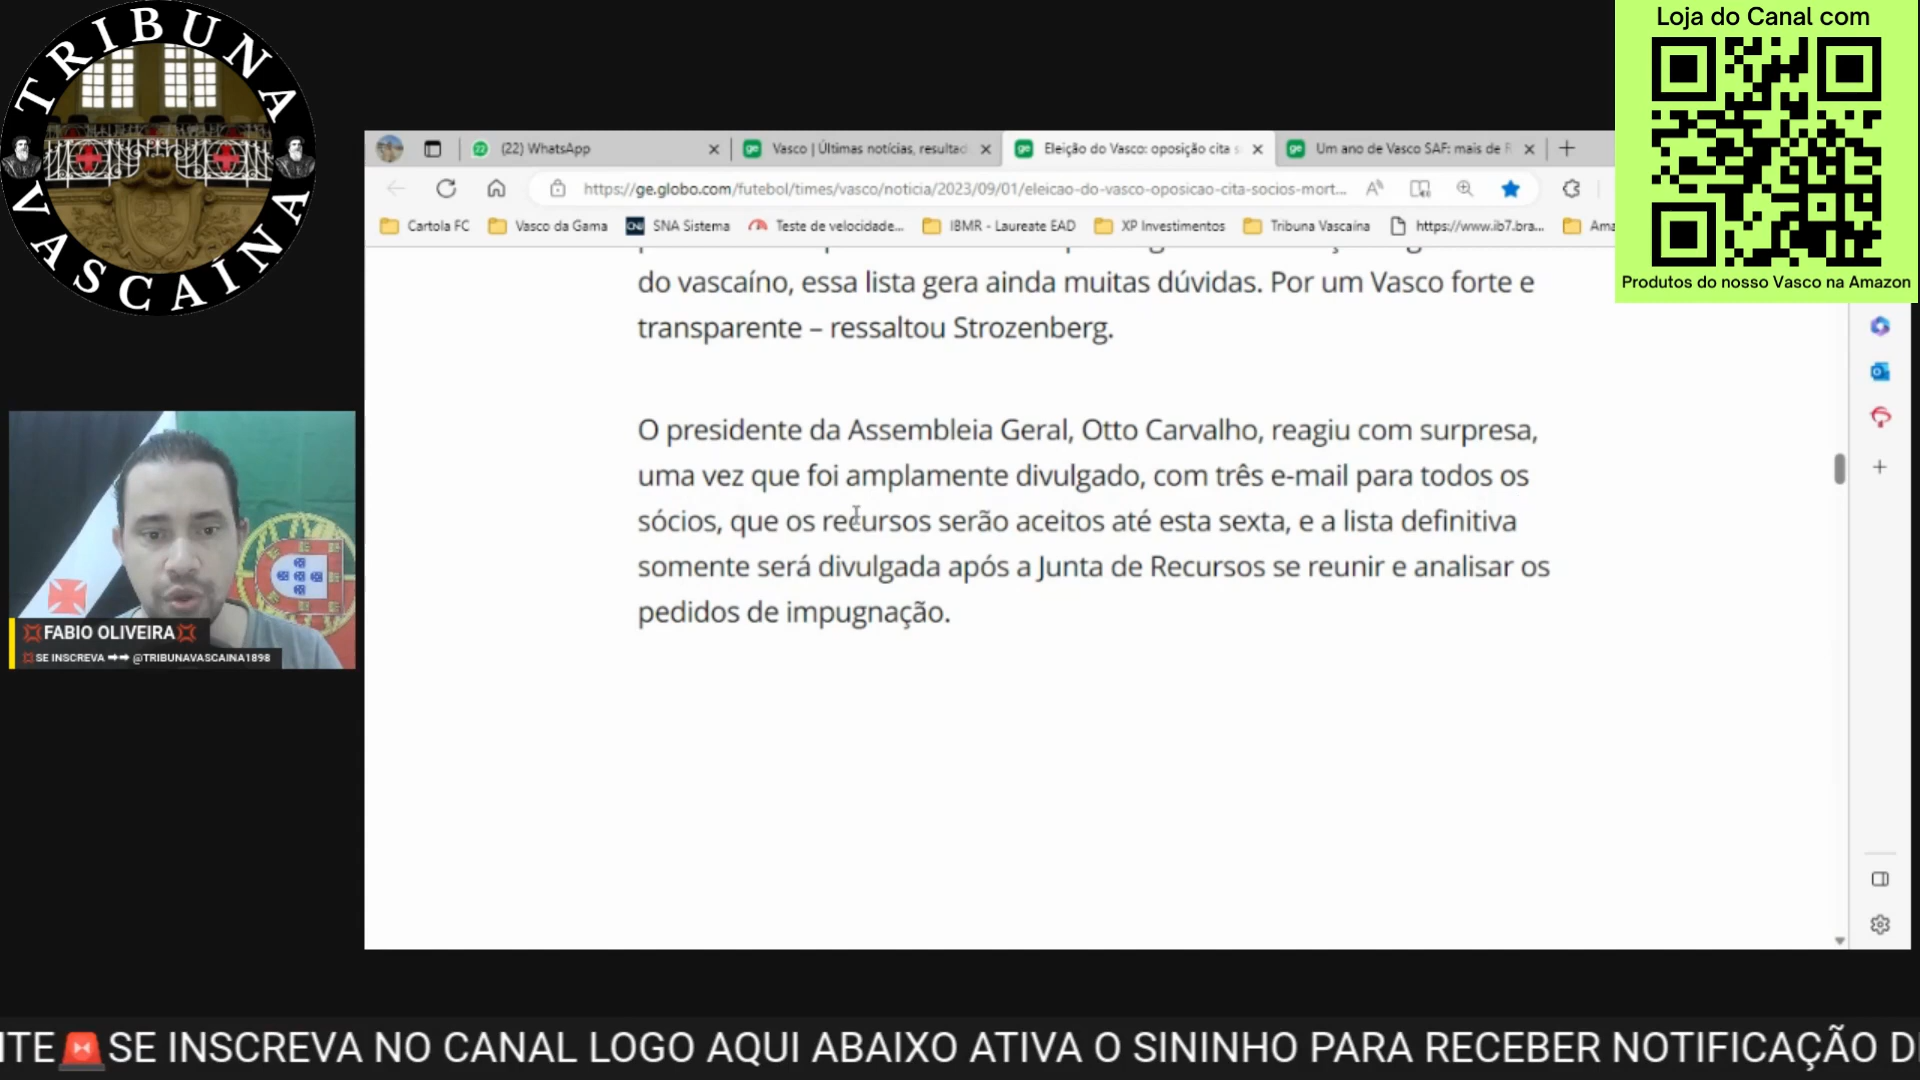 TRIBUNA
VASCAÍNA
Loja do Canal com
Produtos do nosso Vasco na Amazon
(22) WhatsApp
Vasco | Últimas notícias, resultad
Eleição do Vasco: oposição cita s
Um ano de Vasco SAF: mais de R
https://ge.globo.com/futebol/times/vasco/noticia/2023/09/01/eleicao-do-vasco-oposicao-cita-socios-mort...
Cartola FC
Vasco da Gama
SNA Sistema
Teste de velocidade...
IBMR - Laureate EAD
XP Investimentos
Tribuna Vascaína
https://www.ib7.bra...
Ama
do vascaíno, essa lista gera ainda muitas dúvidas. Por um Vasco forte e
transparente – ressaltou Strozenberg.
O presidente da Assembleia Geral, Otto Carvalho, reagiu com surpresa,
uma vez que foi amplamente divulgado, com três e-mail para todos os
sócios, que os recursos serão aceitos até esta sexta, e a lista definitiva
somente será divulgada após a Junta de Recursos se reunir e analisar os
pedidos de impugnação.
💢FABIO OLIVEIRA💢
💢SE INSCREVA ➡➡ @TRIBUNAVASCAINA1898
NTE🚨SE INSCREVA NO CANAL LOGO AQUI ABAIXO ATIVA O SININHO PARA RECEBER NOTIFICAÇÃO D